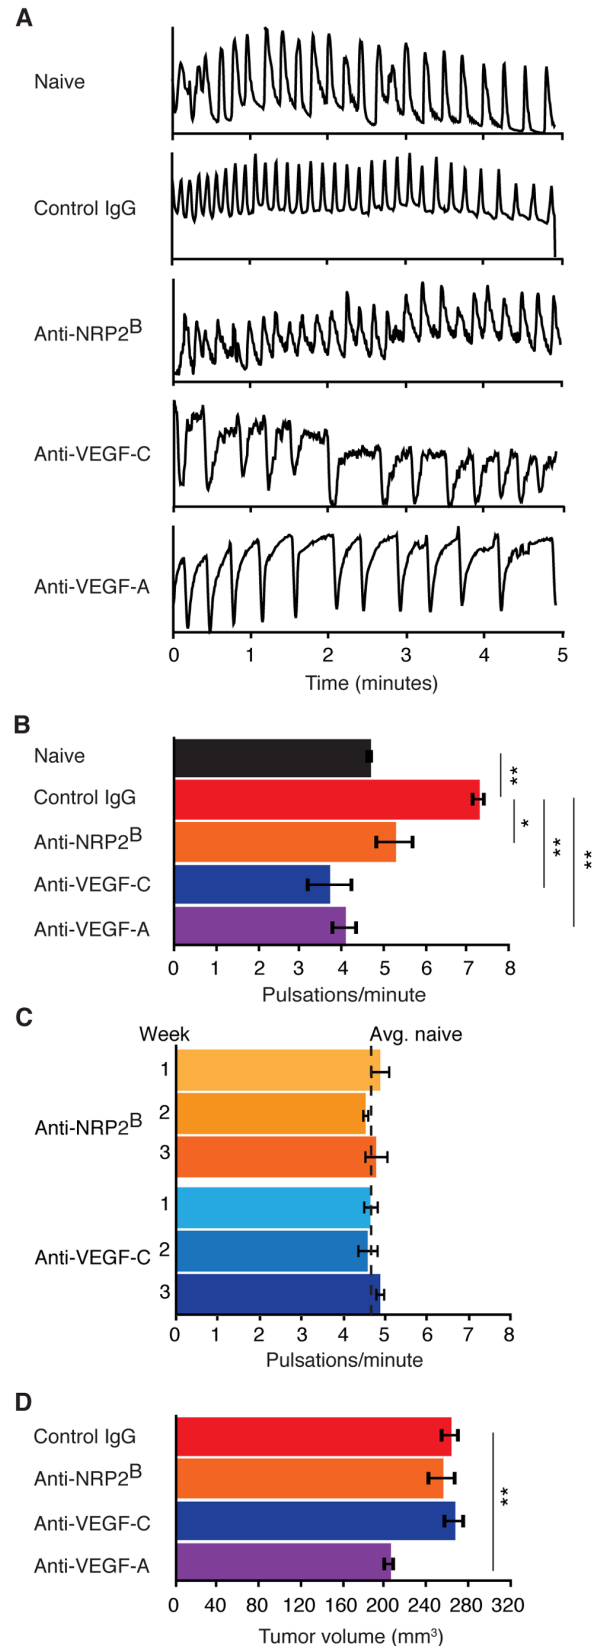 A
Naive
Control IgG
Anti-NRP2B
Anti-VEGF-C
Anti-VEGF-A
0 1 2 3 4 5
Time (minutes)
B
Naive
Control IgG
Anti-NRP2B
Anti-VEGF-C
Anti-VEGF-A
**
*
**
**
0 1 2 3 4 5 6 7 8
Pulsations/minute
C
Week Avg. naive
1
Anti-NRP2B 2
3
1
Anti-VEGF-C 2
3
0 1 2 3 4 5 6 7 8
Pulsations/minute
D
Control IgG
Anti-NRP2B
Anti-VEGF-C
Anti-VEGF-A
**
0 40 80 120 160 200 240 280 320
Tumor volume (mm3)